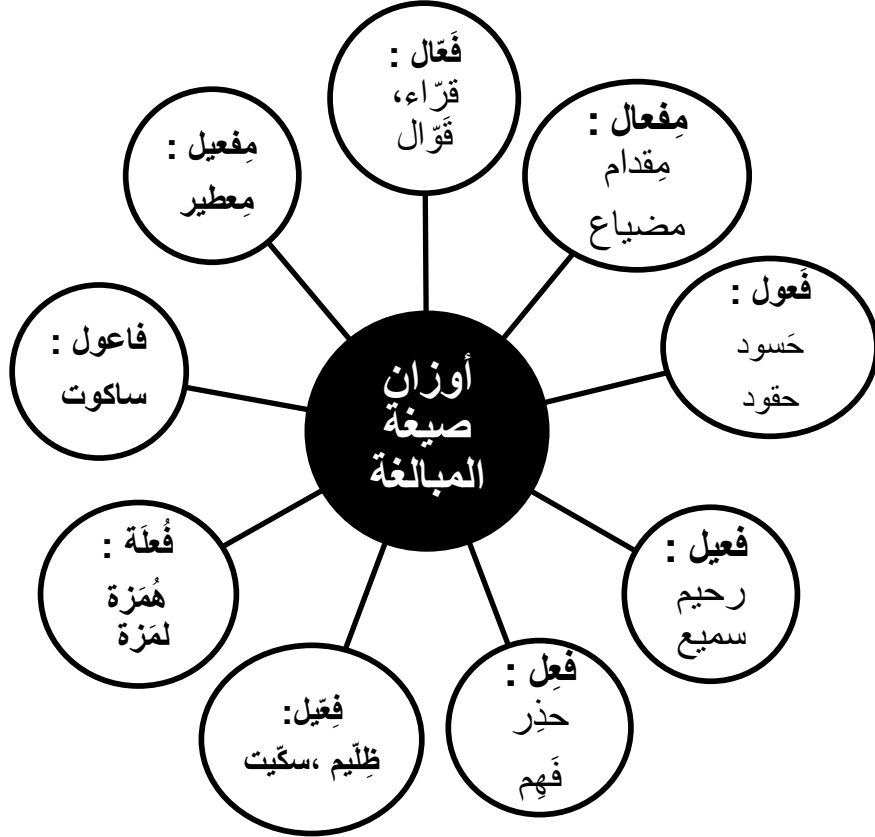 أوزان
صيغة
المبالغة
فَعّال :
قرّاء،
قَوّال
مِفعال :
مِقدام
مضياع
فَعول :
حَسود
حقود
فعيل :
رحيم
سميع
فعِل :
حذِر
فَهِم
فِعّيل:
ظِلّيم ،سكّيت
فُعلَة :
هُمَزة
لمَزة
فاعول :
ساكوت
مِفعيل :
مِعطير